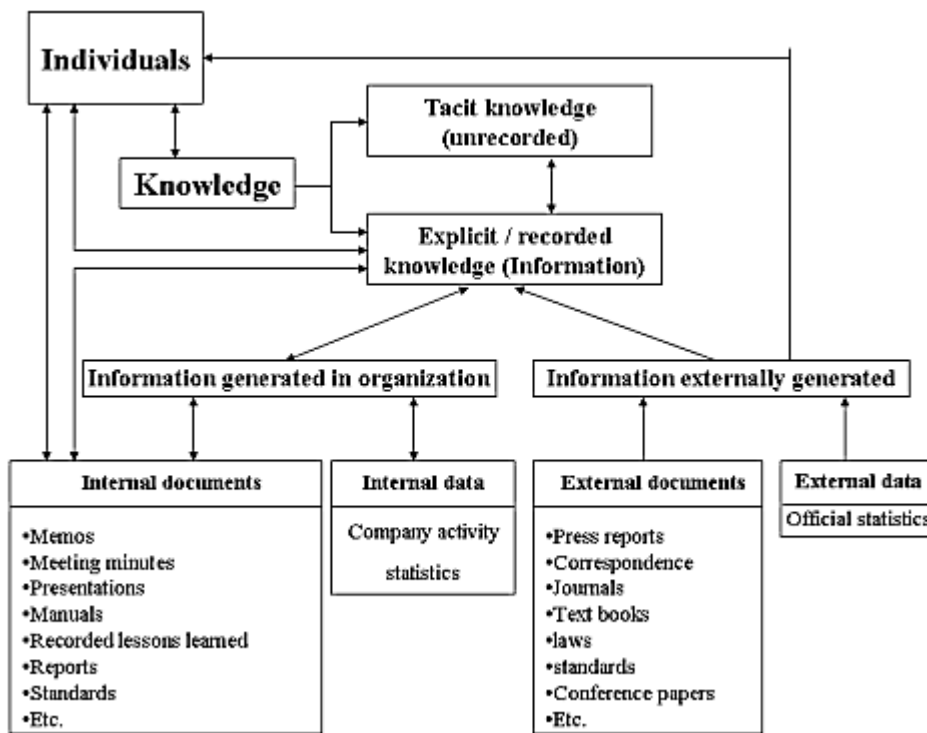 Individuals
Tacit knowledge
(unrecorded)
Knowledge
Explicit / recorded
knowledge (Information)
Information generated in organization
Information externally generated
Internal documents
•Memos
•Meeting minutes
•Presentations
•Manuals
•Recorded lessons learned
•Reports
•Standards
•Etc.
Internal data
Company activity
statistics
External documents
•Press reports
•Correspondence
•Journals
•Text books
•laws
•standards
•Conference papers
•Etc.
External data
Official statistics